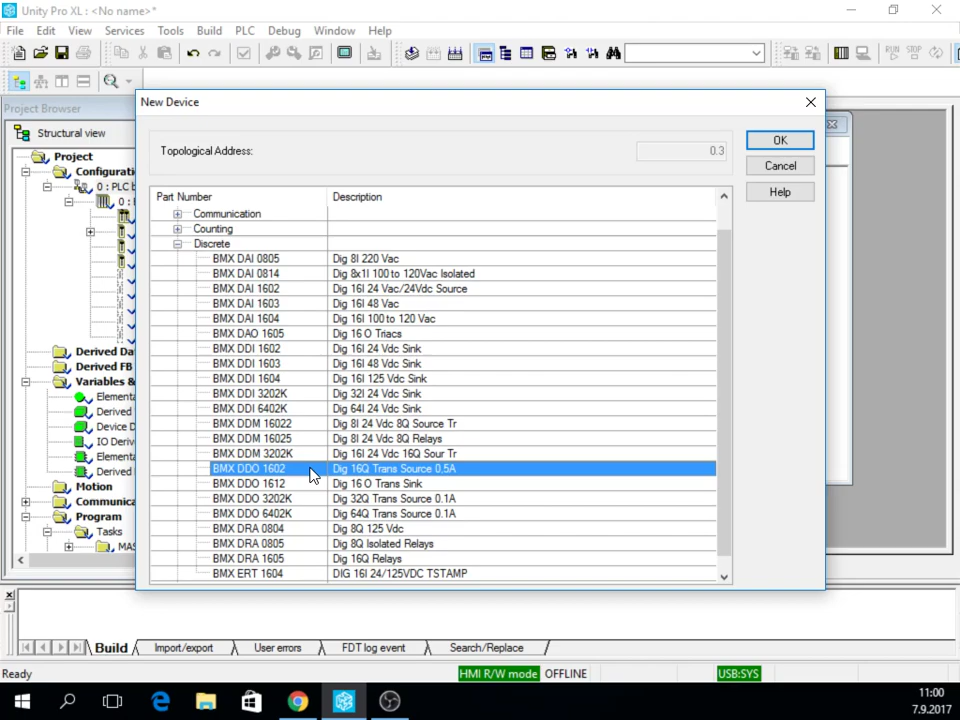 Unity Pro XL : <No name>*
File Edit View Services Tools Build PLC Debug Window Help
Project Browser
New Device
Structural view
Topological Address:
0.3
OK
Cancel
Help
Project
Part Number Description
Communication
Counting
Discrete
BMX DAI 0805 Dig 8I 220 Vac
BMX DAI 0814 Dig 8x1I 100 to 120Vac Isolated
BMX DAI 1602 Dig 16I 24 Vac/24Vdc Source
BMX DAI 1603 Dig 16I 48 Vac
BMX DAI 1604 Dig 16I 100 to 120 Vac
BMX DAO 1605 Dig 16 O Triacs
BMX DDI 1602 Dig 16I 24 Vdc Sink
BMX DDI 1603 Dig 16I 48 Vdc Sink
BMX DDI 1604 Dig 16I 125 Vdc Sink
BMX DDI 3202K Dig 32I 24 Vdc Sink
BMX DDI 6402K Dig 64I 24 Vdc Sink
BMX DDM 16022 Dig 8I 24 Vdc 8Q Source Tr
BMX DDM 16025 Dig 8I 24 Vdc 8Q Relays
BMX DDM 3202K Dig 16I 24 Vdc 16Q Sour Tr
BMX DDO 1602 Dig 16Q Trans Source 0,5A
BMX DDO 1612 Dig 16 O Trans Sink
BMX DDO 3202K Dig 32Q Trans Source 0.1A
BMX DDO 6402K Dig 64Q Trans Source 0.1A
BMX DRA 0804 Dig 8Q 125 Vdc
BMX DRA 0805 Dig 8Q Isolated Relays
BMX DRA 1605 Dig 16Q Relays
BMX ERT 1604 DIG 16I 24/125VDC TSTAMP
Configurati
0 : PLC b
0 :
Derived Da
Derived FB
Variables &
Elementa
Derived
Device D
IO Deriv
Elementa
Derived
Motion
Communica
Program
Tasks
MAS
Build Import/export User errors FDT log event Search/Replace
Ready HMI R/W mode OFFLINE USB:SYS
11:00
7.9.2017